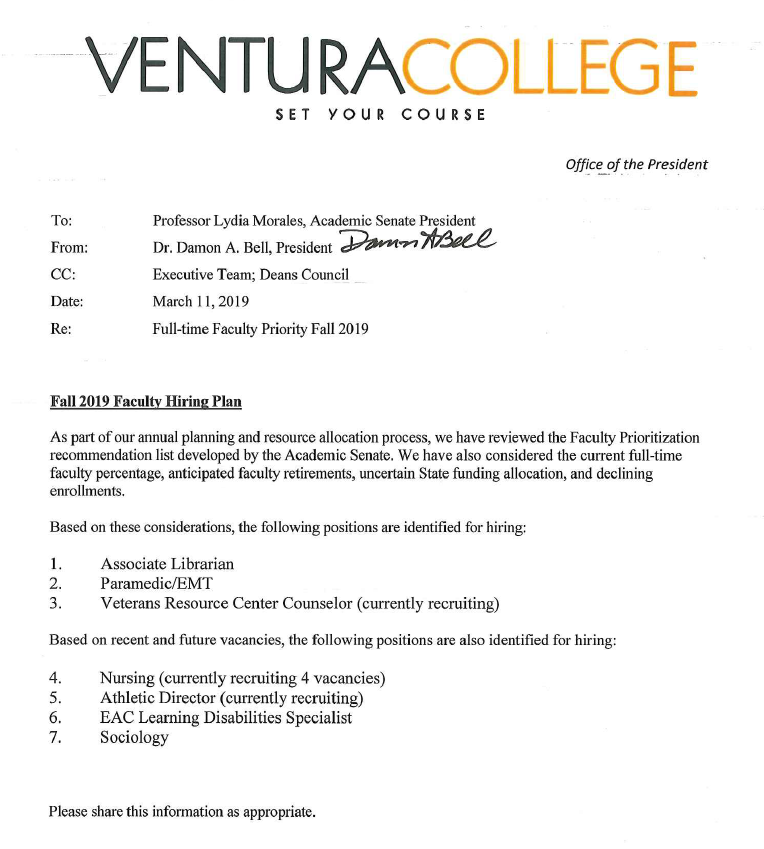 VENTURACOLLEGE
SET YOUR COURSE
Office of the President
To: Professor Lydia Morales, Academic Senate President
From: Dr. Damon A. Bell, President Damon A Bell
CC: Executive Team; Deans Council
Date: March 11, 2019
Re: Full-time Faculty Priority Fall 2019
Fall 2019 Faculty Hiring Plan
As part of our annual planning and resource allocation process, we have reviewed the Faculty Prioritization
recommendation list developed by the Academic Senate. We have also considered the current full-time
faculty percentage, anticipated faculty retirements, uncertain State funding allocation, and declining
enrollments.
Based on these considerations, the following positions are identified for hiring:
1. Associate Librarian
2. Paramedic/EMT
3. Veterans Resource Center Counselor (currently recruiting)
Based on recent and future vacancies, the following positions are also identified for hiring:
4. Nursing (currently recruiting 4 vacancies)
5. Athletic Director (currently recruiting)
6. EAC Learning Disabilities Specialist
7. Sociology
Please share this information as appropriate.